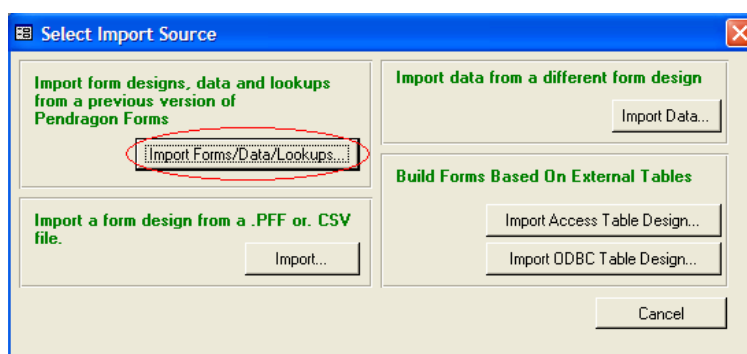 Select Import Source
Import form designs, data and lookups
from a previous version of
Pendragon Forms
Import Forms/Data/Lookups...
Import a form design from a .PFF or. CSV
file.
Import...
Import data from a different form design
Import Data...
Build Forms Based On External Tables
Import Access Table Design...
Import ODBC Table Design...
Cancel